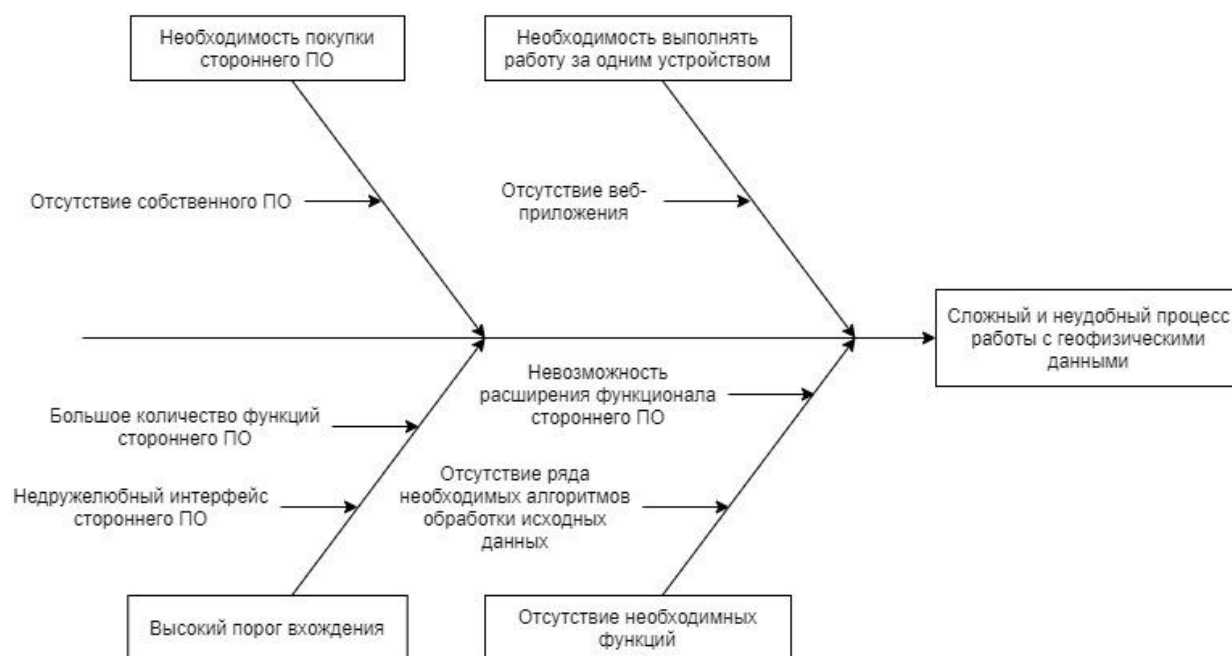 Необходимость покупки
стороннего ПО
Необходимость выполнять
работу за одним устройством
Отсутствие собственного ПО
Отсутствие веб-
приложения
Сложный и неудобный процесс
работы с геофизическими
данными
Невозможность
расширения функционала
стороннего ПО
Большое количество функций
стороннего ПО
Отсутствие ряда
необходимых алгоритмов
обработки исходных
данных
Недружелюбный интерфейс
стороннего ПО
Высокий порог вхождения
Отсутствие необходимных
функций